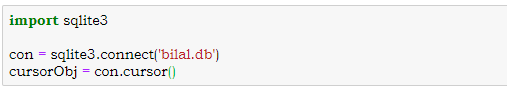 import sqlite3
con = sqlite3.connect('bilal.db')
cursorObj = con.cursor()